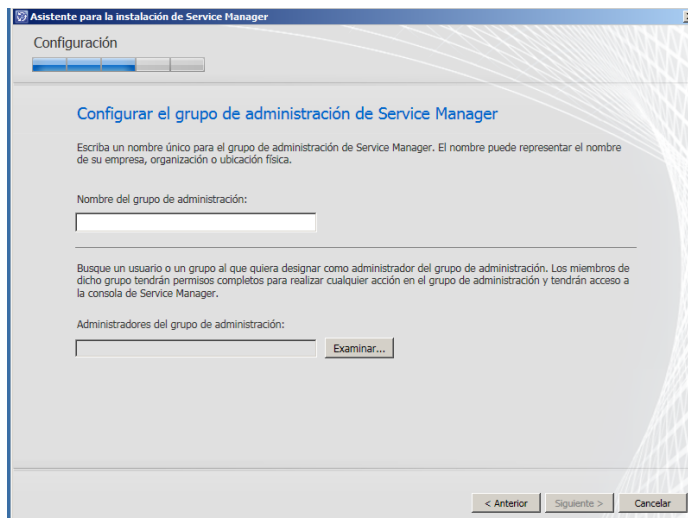 Asistente para la instalación de Service Manager
Configuración
Configurar el grupo de administración de Service Manager
Escriba un nombre único para el grupo de administración de Service Manager. El nombre puede representar el nombre
de su empresa, organización o ubicación física.
Nombre del grupo de administración:
Busque un usuario o un grupo al que quiera designar como administrador del grupo de administración. Los miembros de
dicho grupo tendrán permisos completos para realizar cualquier acción en el grupo de administración y tendrán acceso a
la consola de Service Manager.
Administradores del grupo de administración:
Examinar...
< Anterior Siguiente > Cancelar